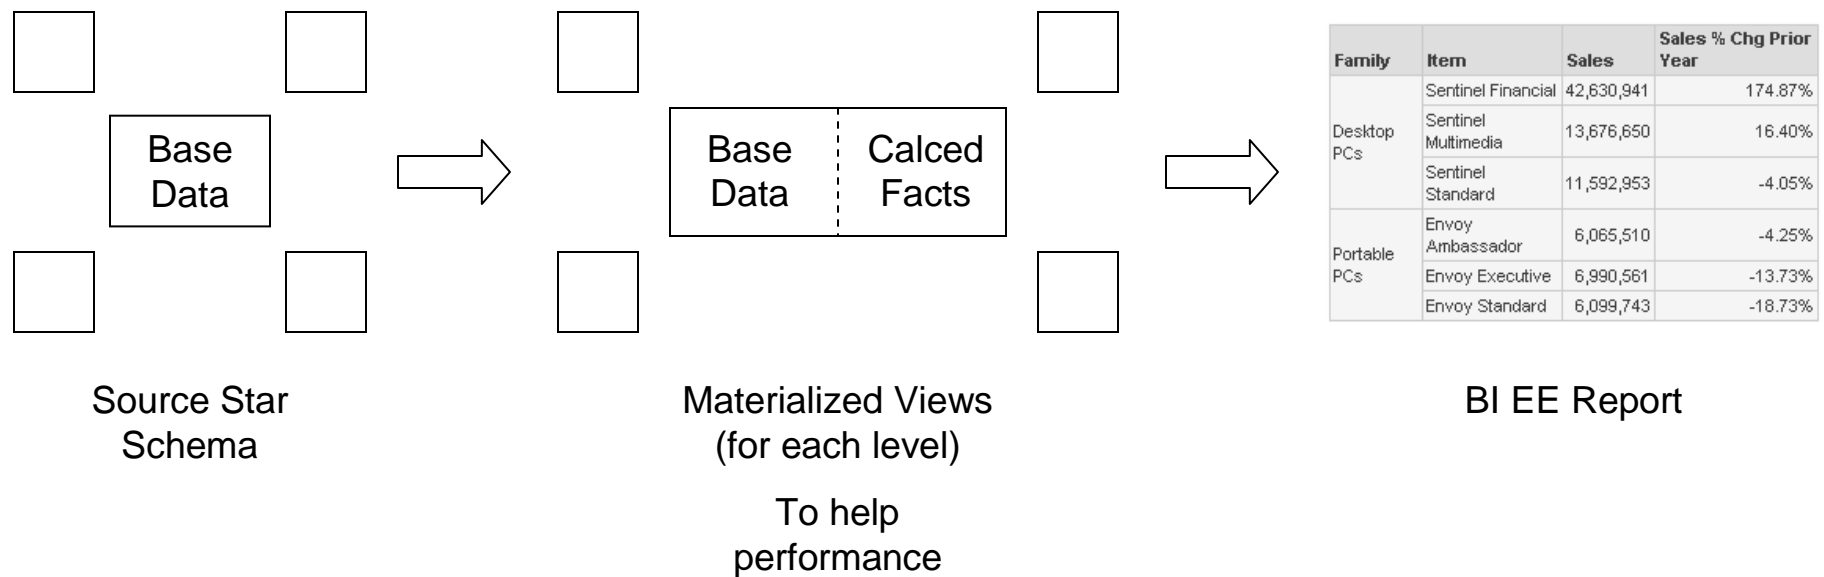 Base
Data
Source Star
Schema
Base
Data
Calced
Facts
Materialized Views
(for each level)
To help
performance
Family Item Sales Sales % Chg Prior
Year
Desktop
PCs
Sentinel Financial 42,630,941 174.87%
Sentinel
Multimedia 13,676,650 16.40%
Sentinel
Standard 11,592,953 -4.05%
Portable
PCs
Envoy
Ambassador 6,065,510 -4.25%
Envoy Executive 6,990,561 -13.73%
Envoy Standard 6,099,743 -18.73%
BI EE Report